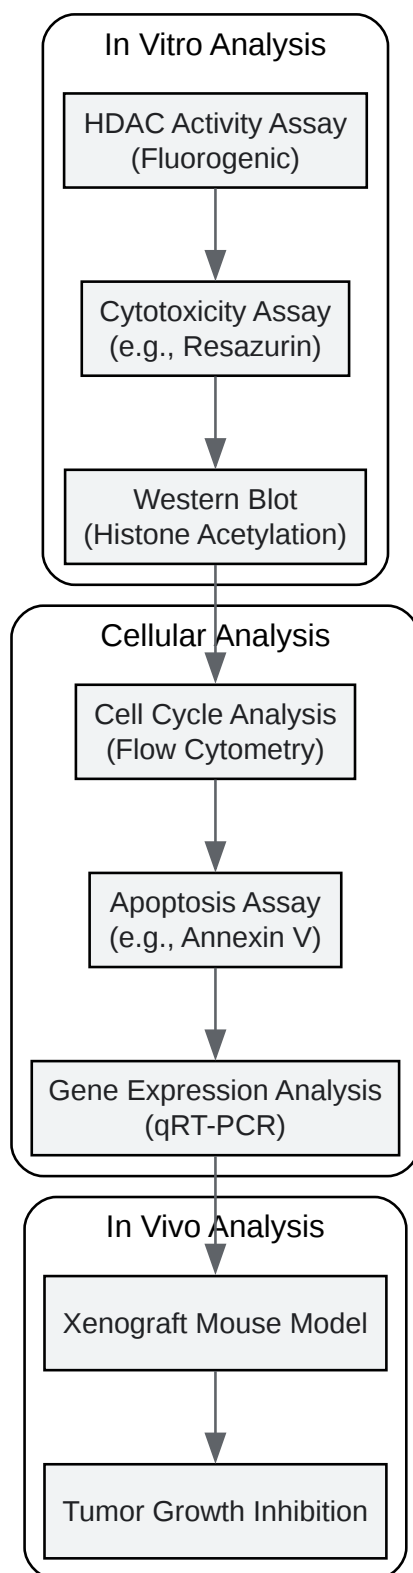 In Vitro Analysis
HDAC Activity Assay
(Fluorogenic)
Cytotoxicity Assay
(e.g., Resazurin)
Western Blot
(Histone Acetylation)
Cellular Analysis
Cell Cycle Analysis
(Flow Cytometry)
Apoptosis Assay
(e.g., Annexin V)
Gene Expression Analysis
(qRT-PCR)
In Vivo Analysis
Xenograft Mouse Model
Tumor Growth Inhibition